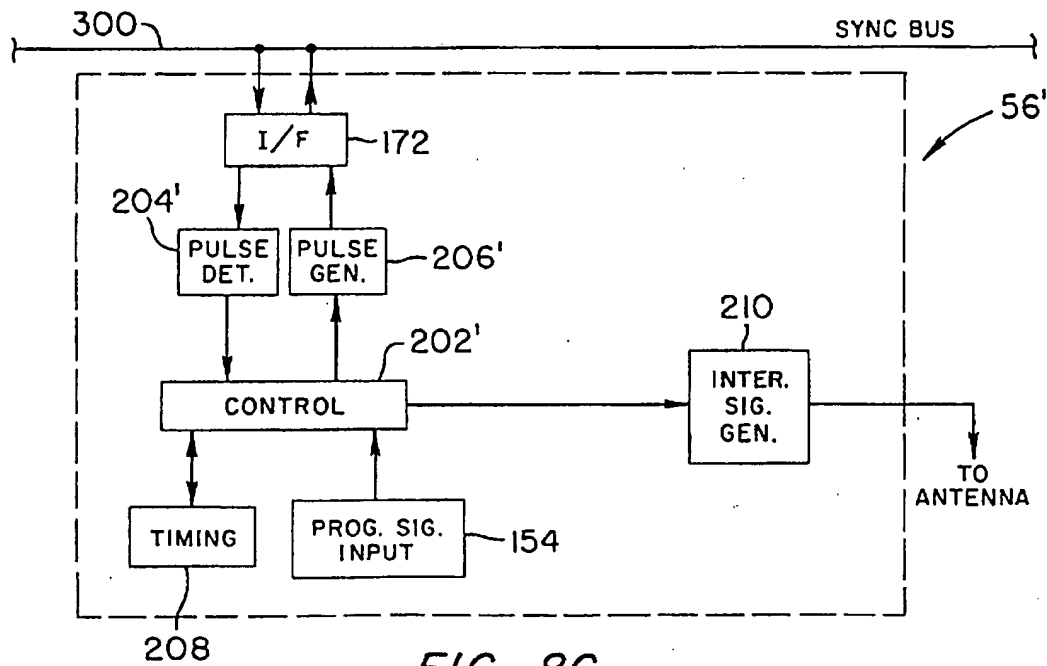 300
SYNC BUS
56'
I/F
172
204'
PULSE
DET.
PULSE
GEN.
206'
202'
CONTROL
210
INTER.
SIG.
GEN.
TO
ANTENNA
TIMING
PROG. SIG.
INPUT
154
208